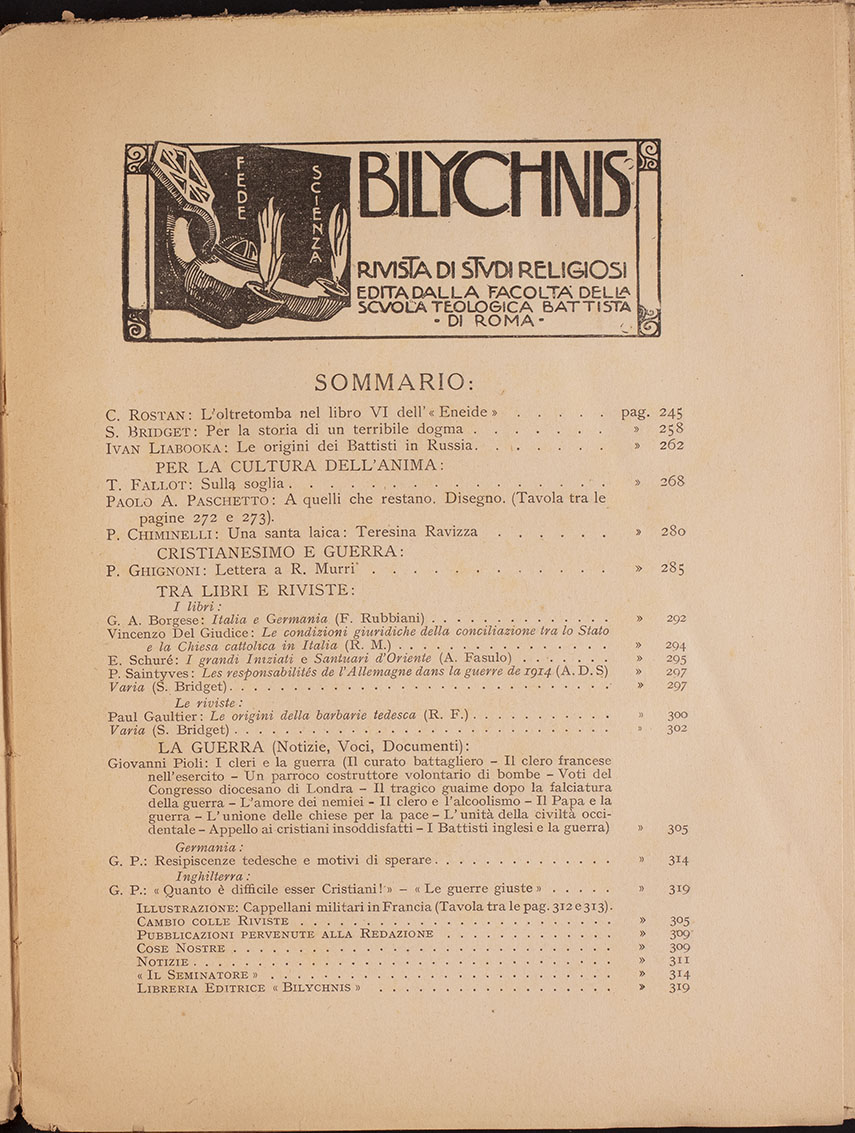 FEDE
SCIENZA
BILYCHNIS
RIVISTA DI STVDI RELIGIOSI
EDITA DALLA FACOLTA' DELLA
SCVOLA TEOLOGICA BATTISTA
- DI ROMA -
SOMMARIO:
C. ROSTAN: L'oltretomba nel libro VI dell'« Eneide » . . . . . pag. 245
S. BRIDGET: Per la storia di un terribile dogma . . . . . . . » 258
IVAN LIABOOKA: Le origini dei Battisti in Russia. . . . . . . » 262
PER LA CULTURA DELL'ANIMA:
T. FALLOT: Sulla soglia . . . . . . . . . . . . . . . . » 268
PAOLO A. PASCHETTO: A quelli che restano. Disegno. (Tavola tra le
pagine 272 e 273).
P. CHIMINELLI: Una santa laica: Teresina Ravizza . . . . . . » 280
CRISTIANESIMO E GUERRA:
P. GHIGNONI: Lettera a R. Murri . . . . . . . . . . . . » 285
TRA LIBRI E RIVISTE:
I libri:
G. A. Borgese: Italia e Germania (F. Rubbiani) . . . . . . . . . . . . . . » 292
Vincenzo Del Giudice: Le condizioni giuridiche della conciliazione tra lo Stato
e la Chiesa cattolica in Italia (R. M.) . . . . . . . . . . . . . . . . » 294
E. Schuré: I grandi Iniziati e Santuari d'Oriente (A. Fasulo) . . . . . . . » 295
P. Saintyves: Les responsabilités de l'Allemagne dans la guerre de 1914 (A. D. S) » 297
Varia (S. Bridget). . . . . . . . . . . . . . . . . . . . . . . . . . . . » 297
Le riviste:
Paul Gaultier: Le origini della barbarie tedesca (R. F.) . . . . . . . . . . . » 300
Varia (S. Bridget) . . . . . . . . . . . . . . . . . . . . . . . . . . . . » 302
LA GUERRA (Notizie, Voci, Documenti):
Giovanni Pioli: I cleri e la guerra (Il curato battagliero – Il clero francese
nell'esercito – Un parroco costruttore volontario di bombe – Voti del
Congresso diocesano di Londra – Il tragico guaime dopo la falciatura
della guerra – L'amore dei nemici – Il clero e l'alcoolismo – Il Papa e la
guerra – L'unione delle chiese per la pace – L'unità della civiltà occi-
dentale – Appello ai cristiani insoddisfatti – I Battisti inglesi e la guerra) » 305
Germania:
G. P.: Resipiscenze tedesche e motivi di sperare. . . . . . . . . . . . . . » 314
Inghilterra:
G. P.: « Quanto è difficile esser Cristiani! » – « Le guerre giuste » . . . . . » 319
ILLUSTRAZIONE: Cappellani militari in Francia (Tavola tra le pag. 312 e 313).
CAMBIO COLLE RIVISTE . . . . . . . . . . . . . . . . . . . . . . . . » 305
PUBBLICAZIONI PERVENUTE ALLA REDAZIONE . . . . . . . . . . . . . » 309
COSE NOSTRE . . . . . . . . . . . . . . . . . . . . . . . . . . . . . » 309
NOTIZIE . . . . . . . . . . . . . . . . . . . . . . . . . . . . . . . » 311
« IL SEMINATORE » . . . . . . . . . . . . . . . . . . . . . . . . . . » 314
LIBRERIA EDITRICE « BILYCHNIS » . . . . . . . . . . . . . . . . . . » 319